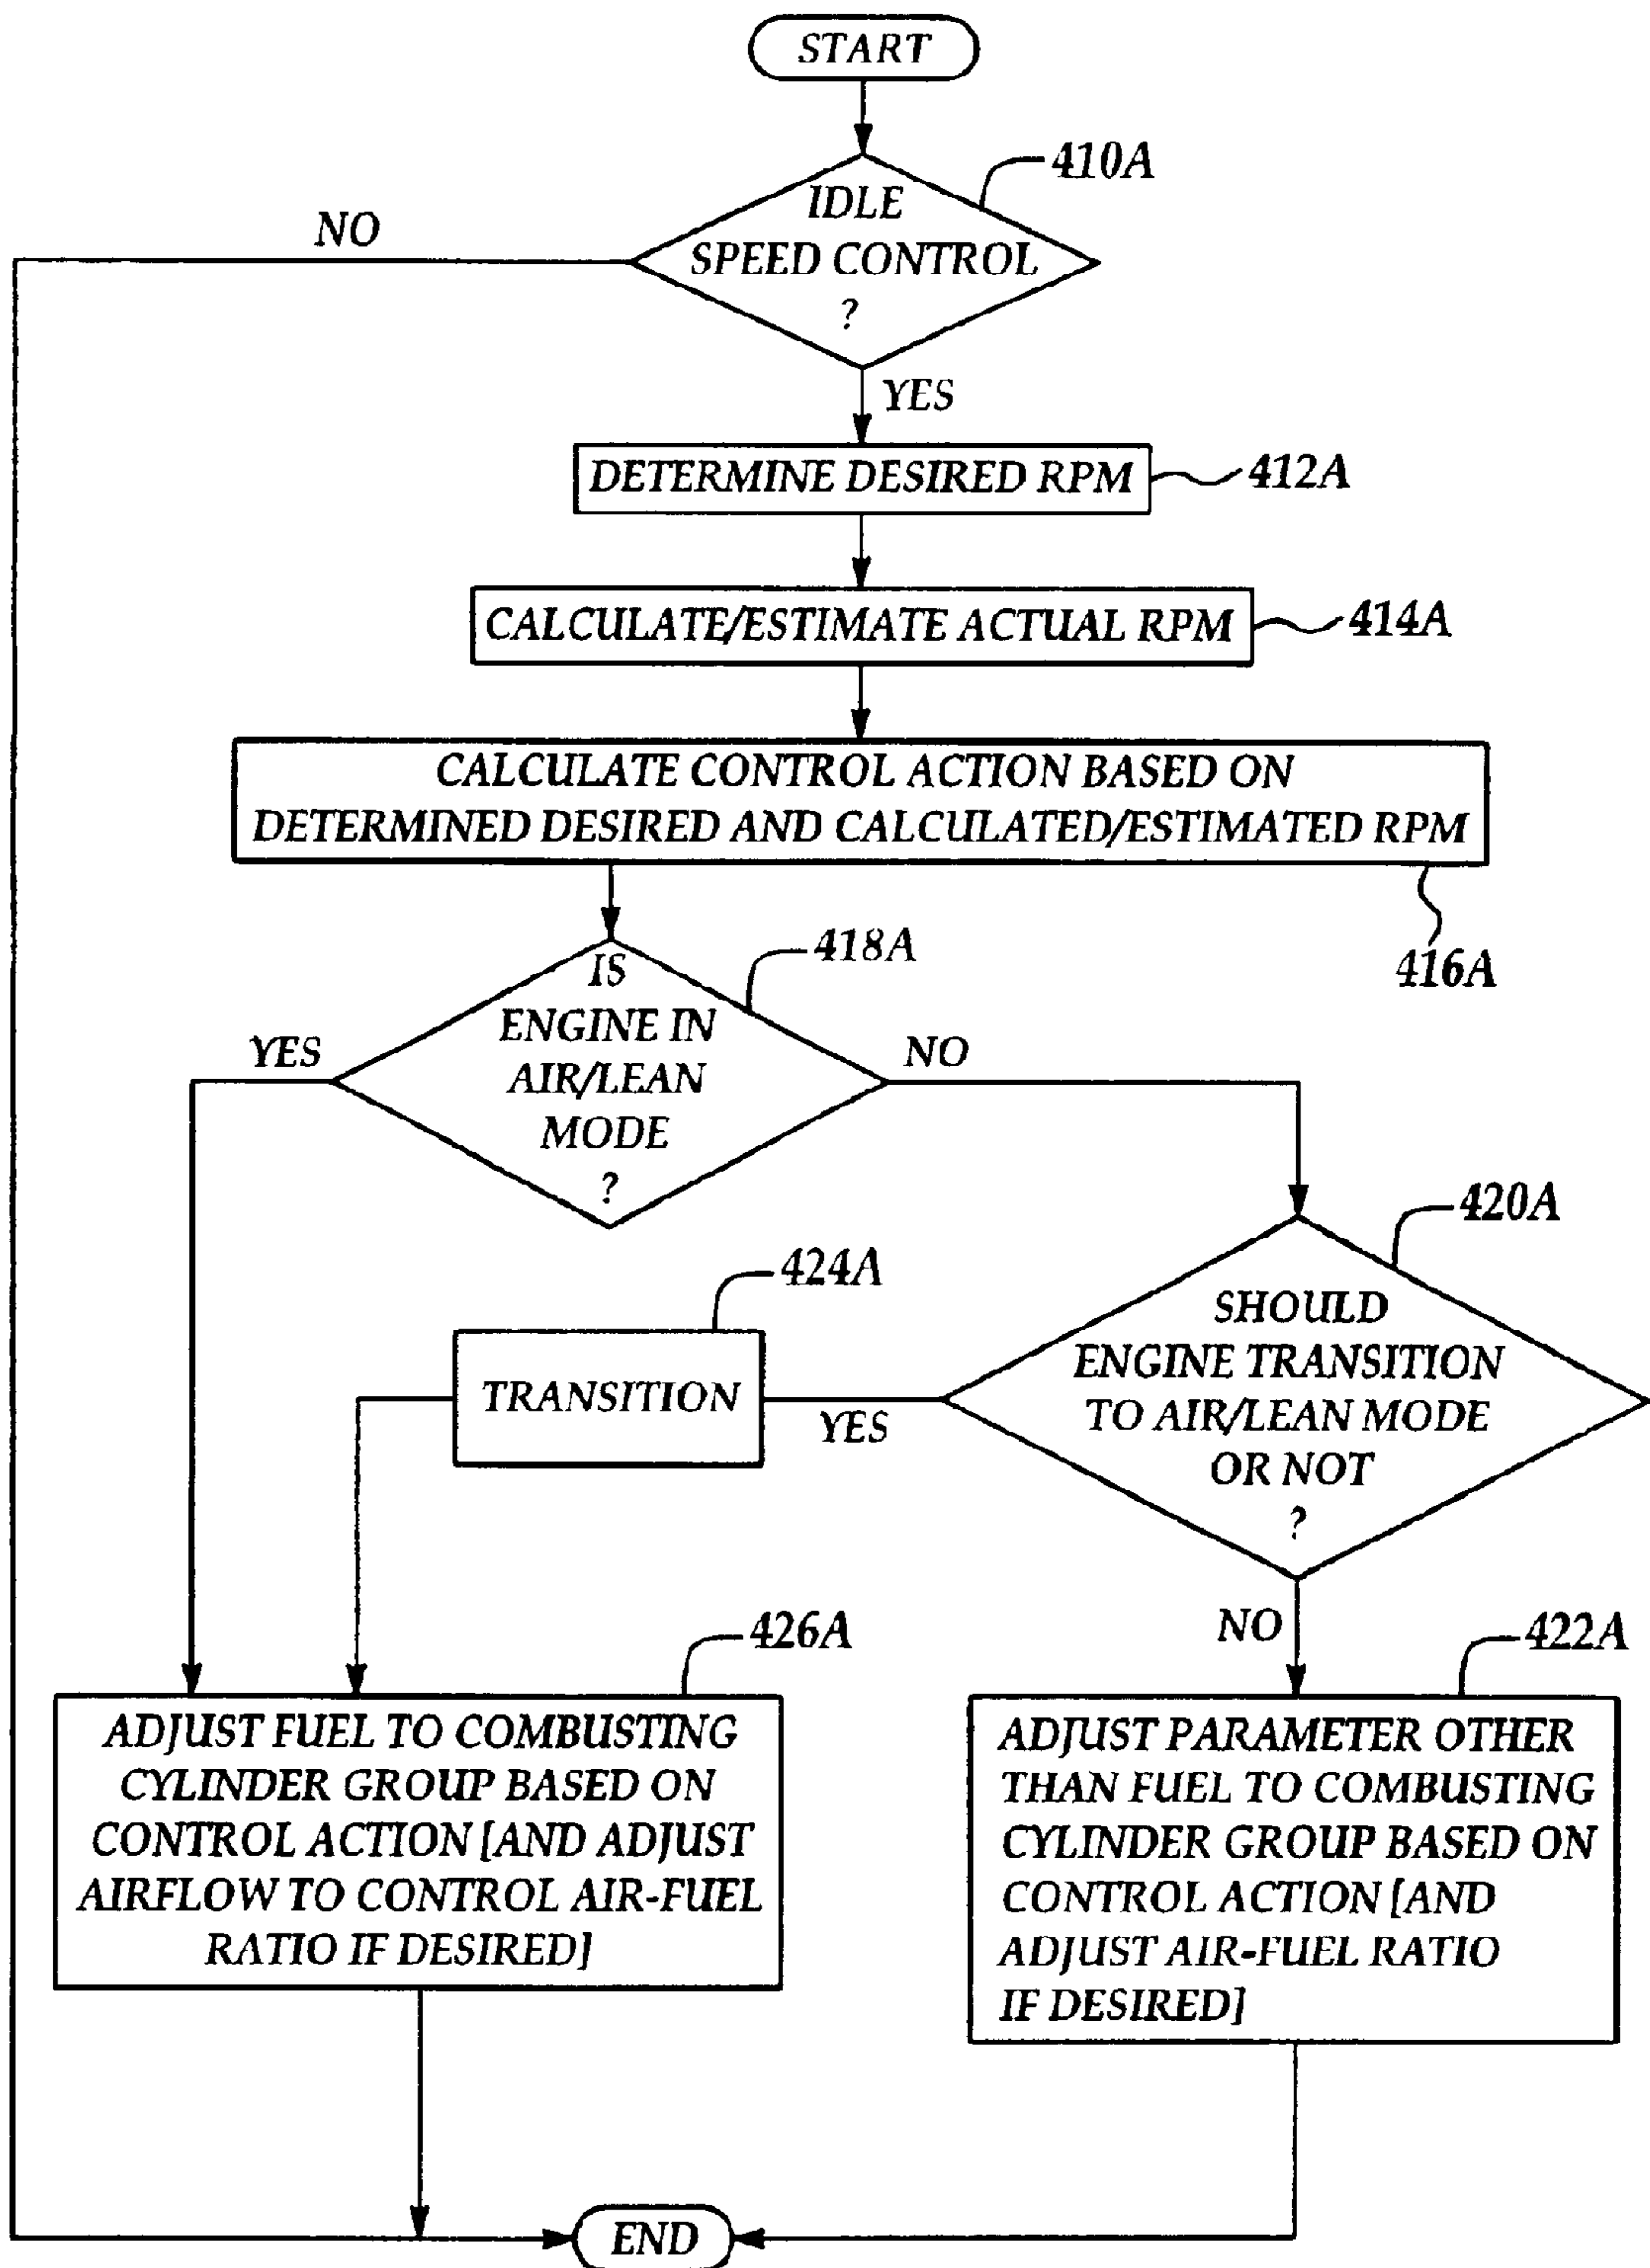 START
410A
IDLE
SPEED CONTROL
?
NO
YES
DETERMINE DESIRED RPM
412A
CALCULATE/ESTIMATE ACTUAL RPM
414A
CALCULATE CONTROL ACTION BASED ON
DETERMINED DESIRED AND CALCULATED/ESTIMATED RPM
416A
418A
IS
ENGINE IN
AIR/LEAN
MODE
?
YES
NO
420A
SHOULD
ENGINE TRANSITION
TO AIR/LEAN MODE
OR NOT
?
YES
424A
TRANSITION
NO
426A
ADJUST FUEL TO COMBUSTING
CYLINDER GROUP BASED ON
CONTROL ACTION [AND ADJUST
AIRFLOW TO CONTROL AIR-FUEL
RATIO IF DESIRED]
422A
ADJUST PARAMETER OTHER
THAN FUEL TO COMBUSTING
CYLINDER GROUP BASED ON
CONTROL ACTION [AND
ADJUST AIR-FUEL RATIO
IF DESIRED]
END